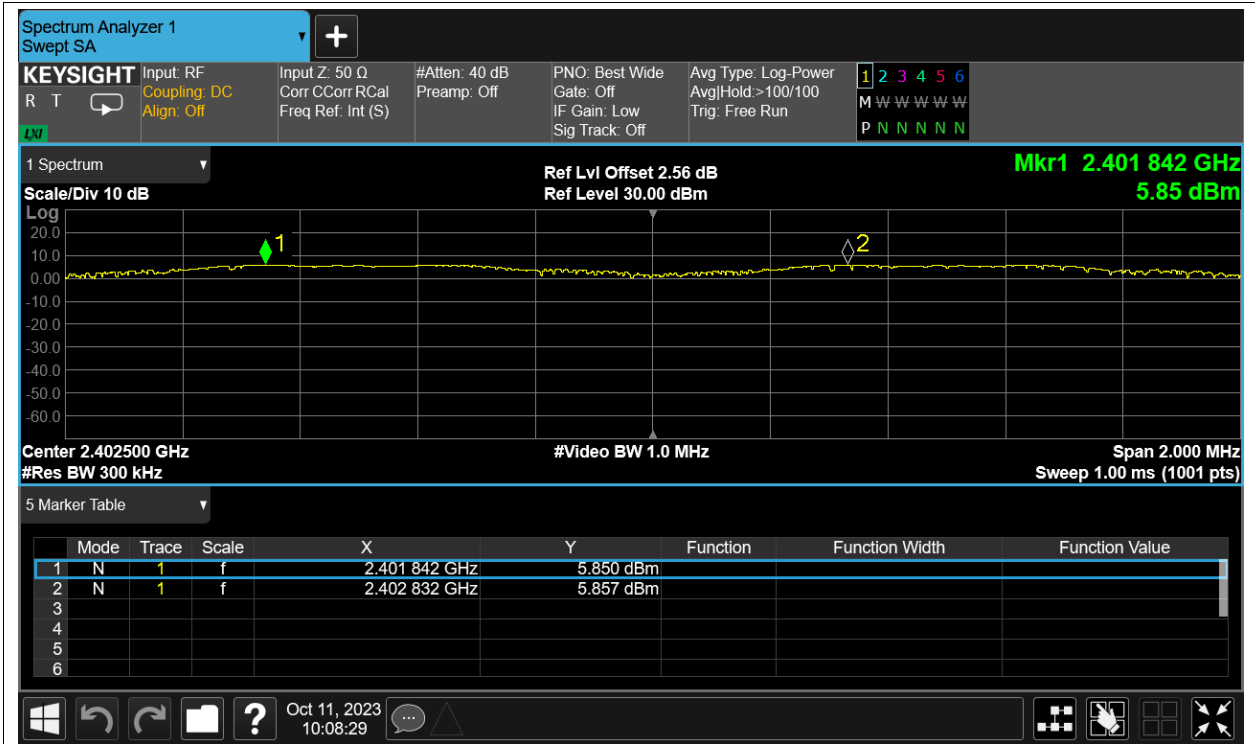 Spectrum Analyzer 1
Swept SA
KEYSIGHT
R T
LXI
Input: RF
Coupling: DC
Align: Off
Input Z: 50 Ω
Corr CCorr RCal
Freq Ref: Int (S)
#Atten: 40 dB
Preamp: Off
PNO: Best Wide
Gate: Off
IF Gain: Low
Sig Track: Off
Avg Type: Log-Power
Avg|Hold:>100/100
Trig: Free Run
1 2 3 4 5 6
M W W W W W
P N N N N N
1 Spectrum
Scale/Div 10 dB
Ref Lvl Offset 2.56 dB
Ref Level 30.00 dBm
Mkr1 2.401 842 GHz
5.85 dBm
Log
20.0
10.0
0.00
-10.0
-20.0
-30.0
-40.0
-50.0
-60.0
1
2
Center 2.402500 GHz
#Res BW 300 kHz
#Video BW 1.0 MHz
Span 2.000 MHz
Sweep 1.00 ms (1001 pts)
5 Marker Table
Mode Trace Scale X Y Function Function Width Function Value
1 N 1 f 2.401 842 GHz 5.850 dBm
2 N 1 f 2.402 832 GHz 5.857 dBm
3
4
5
6
?
Oct 11, 2023
10:08:29